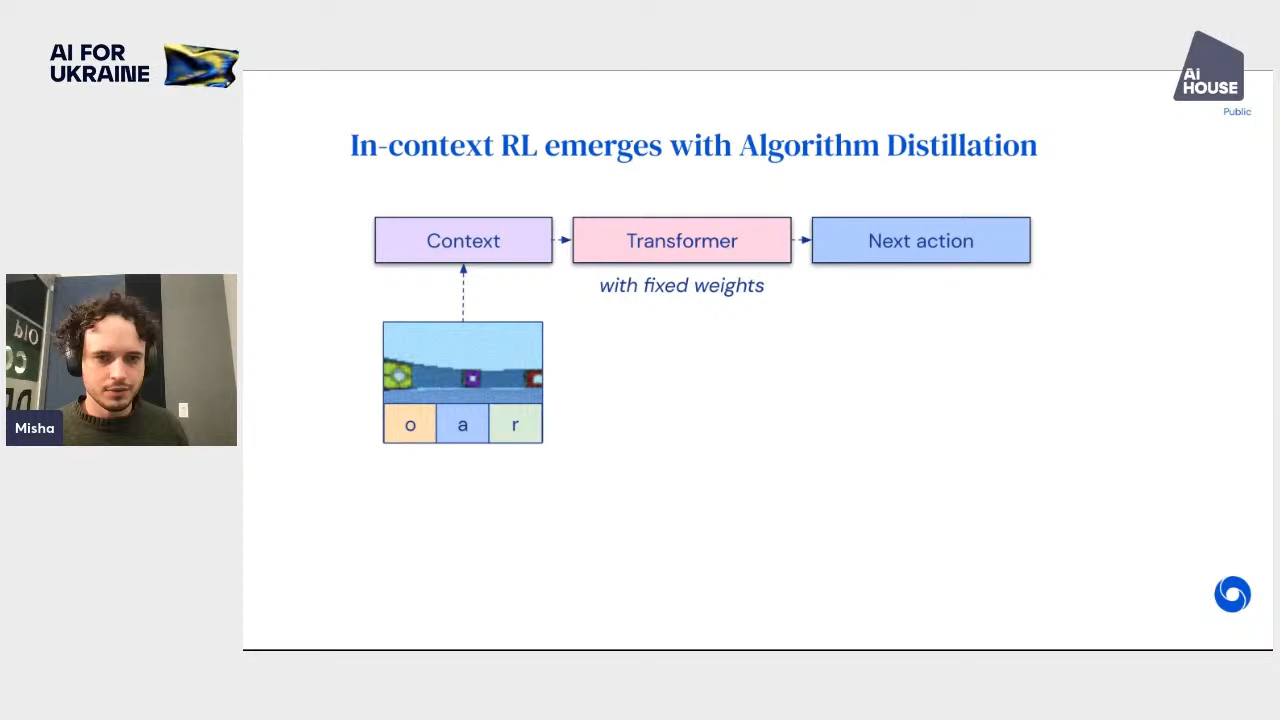 AI FOR
UKRAINE
Ai
HOUSE
Public
In-context RL emerges with Algorithm Distillation
Context
Transformer
Next action
with fixed weights
o a r
Misha